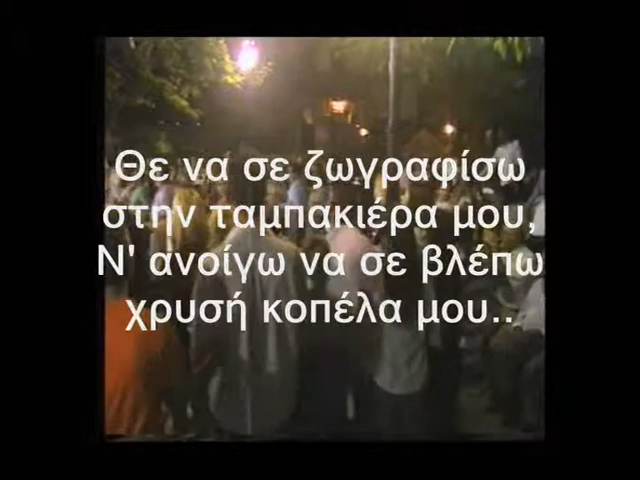 Θε να σε ζωγραφίσω
στην ταμπακιέρα μου,
Ν' ανοίγω να σε βλέπω
χρυσή κοπέλα μου..